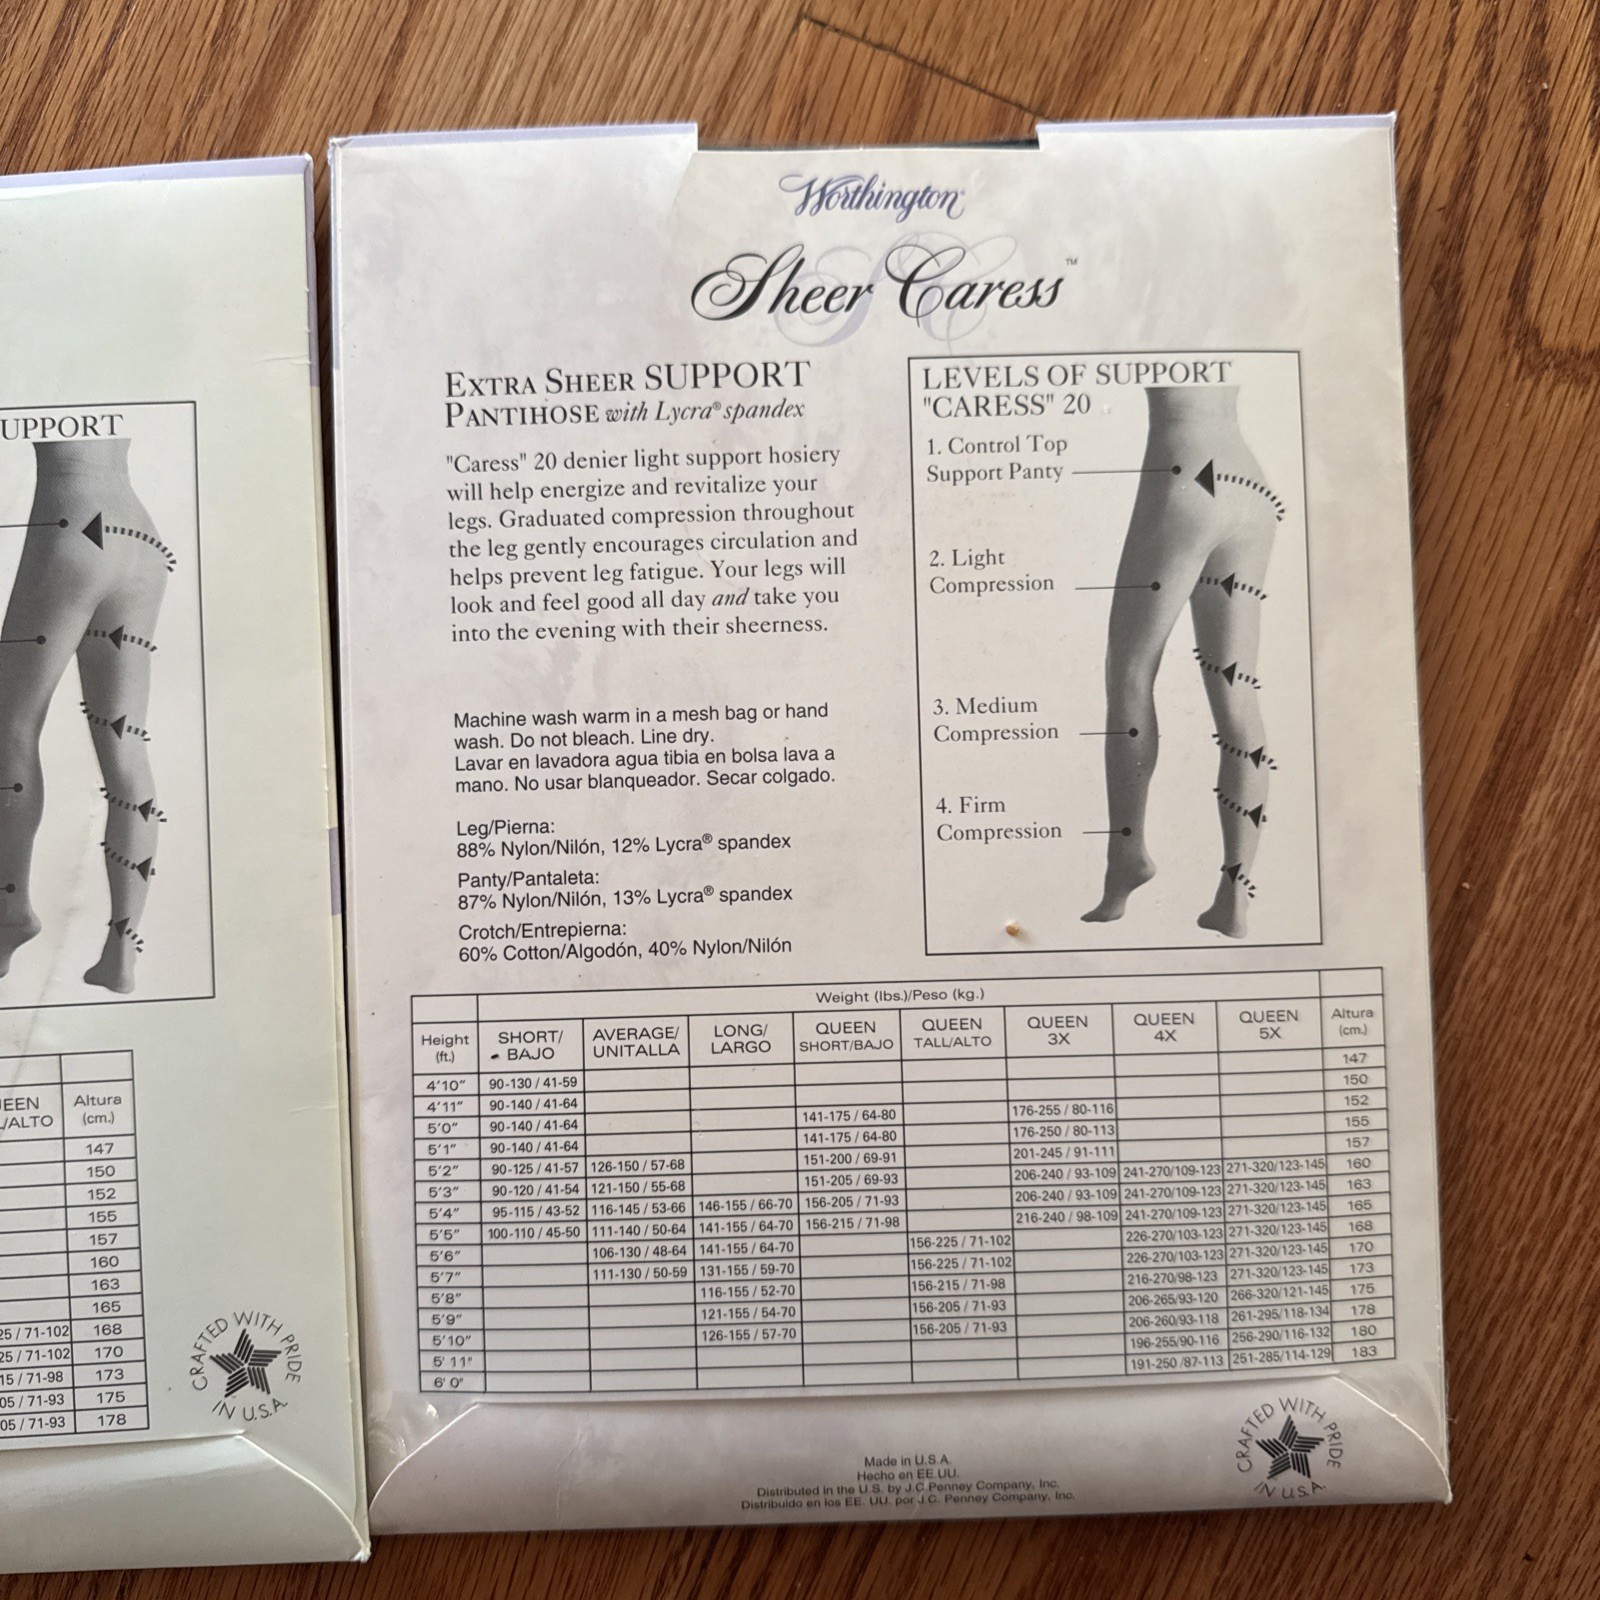 UPPORT
EEN
/ALTO
Altura
(cm.)
147
150
152
155
157
160
163
165
25 / 71-102 168
25 / 71-102 170
15 / 71-98 173
05 / 71-93 175
05 / 71-93 178
CRAFTED WITH PRIDE
IN U.S.A.
Worthington®
Sheer Caress™
EXTRA SHEER SUPPORT
PANTIHOSE with Lycra® spandex
"Caress" 20 denier light support hosiery
will help energize and revitalize your
legs. Graduated compression throughout
the leg gently encourages circulation and
helps prevent leg fatigue. Your legs will
look and feel good all day and take you
into the evening with their sheerness.
Machine wash warm in a mesh bag or hand
wash. Do not bleach. Line dry.
Lavar en lavadora agua tibia en bolsa lava a
mano. No usar blanqueador. Secar colgado.
Leg/Pierna:
88% Nylon/Nilón, 12% Lycra® spandex
Panty/Pantaleta:
87% Nylon/Nilón, 13% Lycra® spandex
Crotch/Entrepierna:
60% Cotton/Algodón, 40% Nylon/Nilón
LEVELS OF SUPPORT
"CARESS" 20
1. Control Top
Support Panty
2. Light
Compression
3. Medium
Compression
4. Firm
Compression
Weight (lbs.)/Peso (kg.)
Height (ft.) SHORT/BAJO AVERAGE/UNITALLA LONG/LARGO QUEEN SHORT/BAJO QUEEN TALL/ALTO QUEEN 3X QUEEN 4X QUEEN 5X Altura (cm.)
4'10" 90-130 / 41-59 147
4'11" 90-140 / 41-64 141-175 / 64-80 176-255 / 80-116 150
5'0" 90-140 / 41-64 141-175 / 64-80 176-250 / 80-113 152
5'1" 90-140 / 41-64 151-200 / 69-91 201-245 / 91-111 155
5'2" 90-125 / 41-57 126-150 / 57-68 151-205 / 69-93 206-240 / 93-109 241-270/109-123 271-320/123-145 157
5'3" 90-120 / 41-54 121-150 / 55-68 156-205 / 71-93 206-240 / 93-109 241-270/109-123 271-320/123-145 160
5'4" 95-115 / 43-52 116-145 / 53-66 146-155 / 66-70 156-215 / 71-98 216-240 / 98-109 241-270/109-123 271-320/123-145 163
5'5" 100-110 / 45-50 111-140 / 50-64 141-155 / 64-70 156-225 / 71-102 226-270/103-123 271-320/123-145 165
5'6" 106-130 / 48-64 141-155 / 64-70 156-225 / 71-102 226-270/103-123 271-320/123-145 168
5'7" 111-130 / 50-59 131-155 / 59-70 156-215 / 71-98 216-270/98-123 271-320/123-145 170
5'8" 116-155 / 52-70 156-205 / 71-93 206-265/93-120 266-320/121-145 173
5'9" 121-155 / 54-70 156-205 / 71-93 206-260/93-118 261-295/118-134 175
5'10" 126-155 / 57-70 196-255/90-116 256-290/116-132 178
5' 11" 191-250 /87-113 251-285/114-129 180
6' 0" 183
Made in U.S.A.
Hecho en EE.UU.
Distributed in the U.S. by J.C.Penney Company, Inc.
Distribuido en los EE. UU. por J.C. Penney Company, Inc.
CRAFTED WITH PRIDE
IN U.S.A.